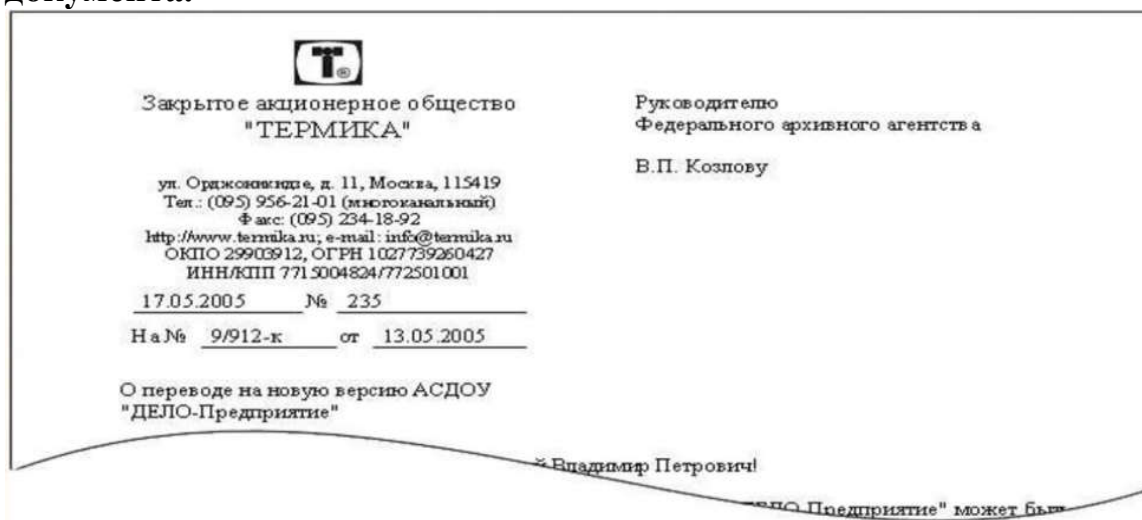 документа.
Т®
Закрытое акционерное общество
"ТЕРМИКА"
ул. Орджоникидзе, д. 11, Москва, 115419
Тел.: (095) 956-21-01 (многоканальный)
Факс: (095) 234-18-92
http://www.termika.ru; e-mail: info@termika.ru
ОКПО 29903912, ОГРН 1027739260427
ИНН/КПП 7715004824/772501001
17.05.2005 № 235
На № 9/912-к от 13.05.2005
Руководителю
Федерального архивного агентства
В.П. Козлову
О переводе на новую версию АСДОУ
"ДЕЛО-Предприятие"
й Владимир Петрович!
Предприятие" может